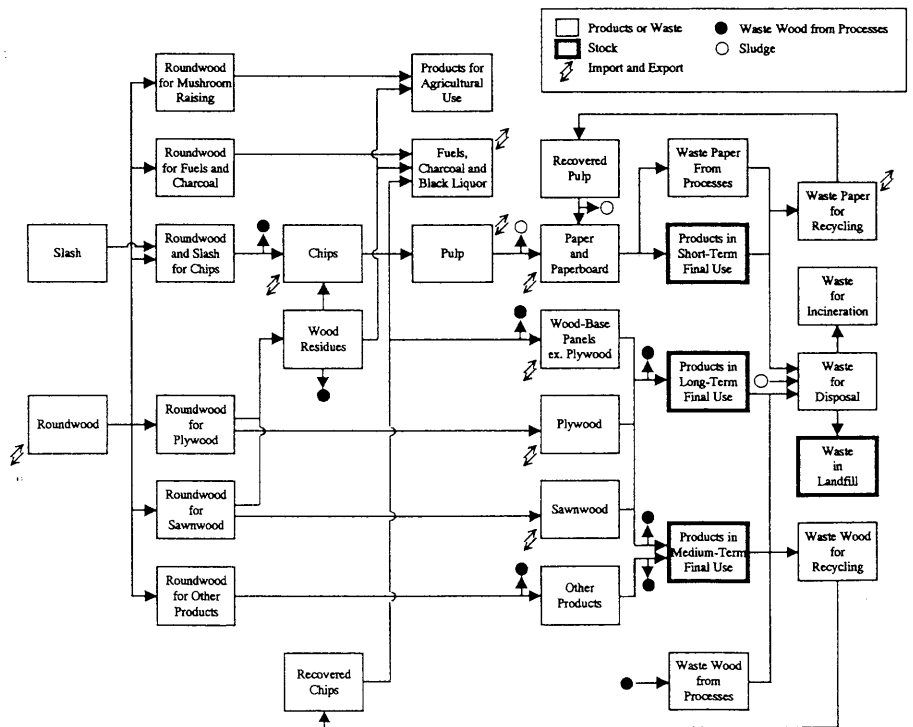 Products or Waste
Stock
Import and Export
Waste Wood from Processes
Sludge
Roundwood
for Mushroom
Raising
Products for
Agricultural
Use
Roundwood
for Fuels and
Charcoal
Fuels,
Charcoal and
Black Liquor
Recovered
Pulp
Waste Paper
From
Processes
Waste Paper
for
Recycling
Slash
Roundwood
and Slash
for Chips
Chips
Pulp
Paper
and
Paperboard
Products in
Short-Term
Final Use
Waste
for
Incineration
Wood
Residues
Wood-Base
Panels
ex. Plywood
Products in
Long-Term
Final Use
Waste
for
Disposal
Roundwood
Roundwood
for
Plywood
Plywood
Waste
in
Landfill
Roundwood
for
Sawnwood
Sawnwood
Products in
Medium-Term
Final Use
Waste Wood
for
Recycling
Roundwood
for Other
Products
Other
Products
Recovered
Chips
Waste Wood
from
Processes